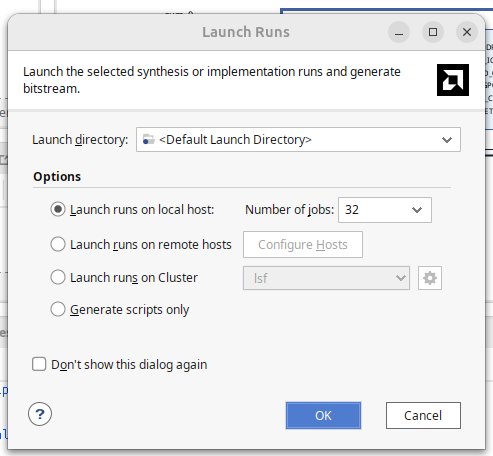 Launch Runs
Launch the selected synthesis or implementation runs and generate
bitstream.
Launch directory: <Default Launch Directory>
Options
Launch runs on local host: Number of jobs: 32
Launch runs on remote hosts Configure Hosts
Launch runs on Cluster lsf
Generate scripts only
Don't show this dialog again
? OK Cancel